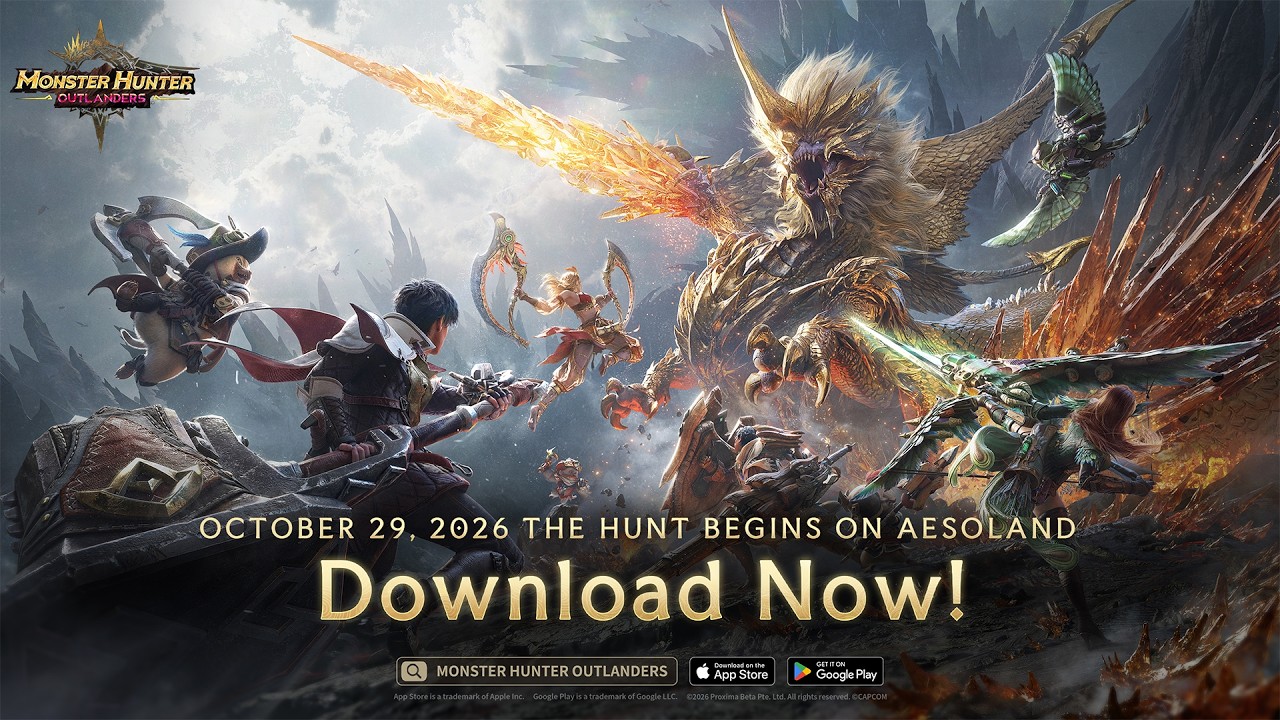 MONSTER HUNTER
OUTLANDERS
OCTOBER 29, 2026 THE HUNT BEGINS ON AESOLAND
Download Now!
MONSTER HUNTER OUTLANDERS
Download on the
App Store
GET IT ON
Google Play
App Store is a trademark of Apple Inc. Google Play is a trademark of Google LLC. ©2026 Proxima Beta Pte. Ltd. All rights reserved. ©CAPCOM